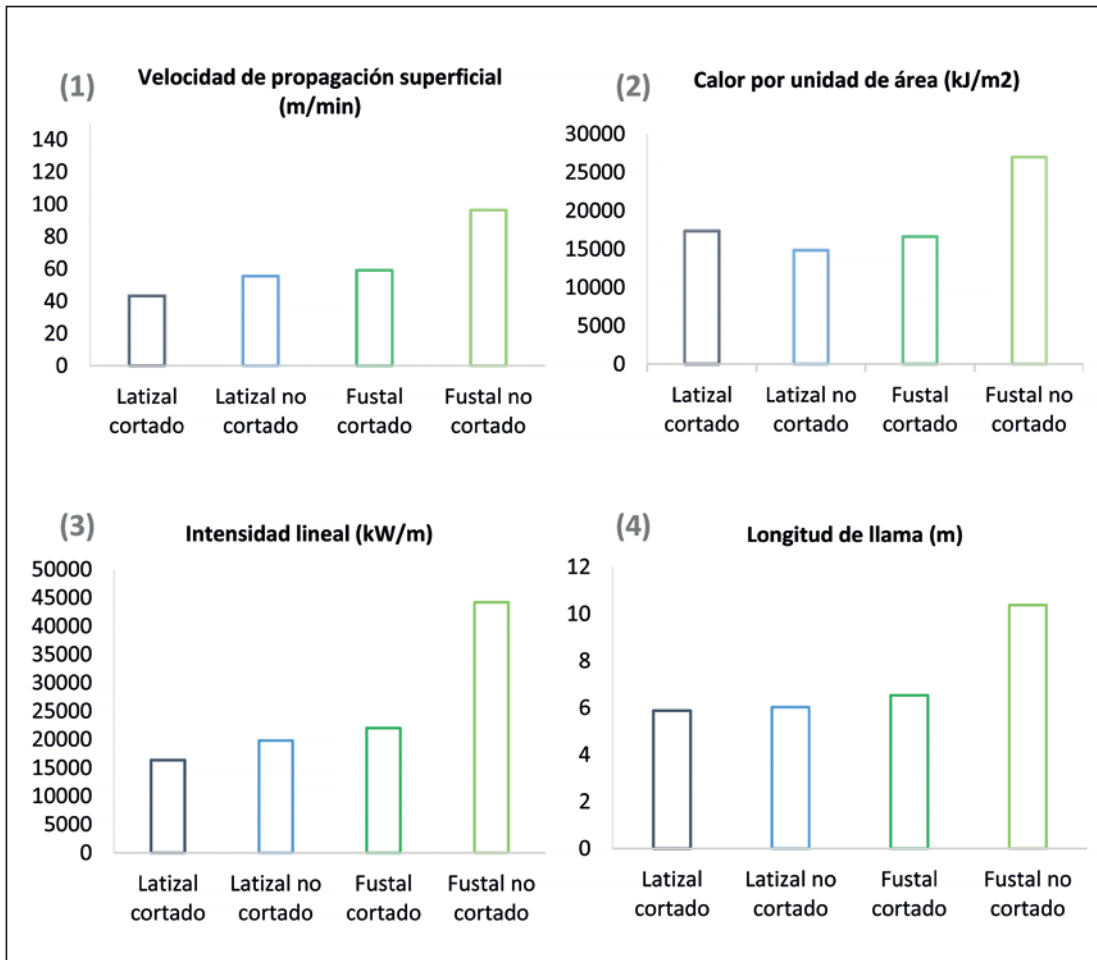 (1)
Velocidad de propagación superficial
(m/min)
140
120
100
80
60
40
20
0
Latizal
cortado
Latizal no
cortado
Fustal
cortado
Fustal no
cortado
(2)
Calor por unidad de área (kJ/m2)
30000
25000
20000
15000
10000
5000
0
Latizal
cortado
Latizal no
cortado
Fustal
cortado
Fustal no
cortado
(3)
Intensidad lineal (kW/m)
50000
45000
40000
35000
30000
25000
20000
15000
10000
5000
0
Latizal
cortado
Latizal no
cortado
Fustal
cortado
Fustal no
cortado
(4)
Longitud de llama (m)
12
10
8
6
4
2
0
Latizal
cortado
Latizal no
cortado
Fustal
cortado
Fustal no
cortado